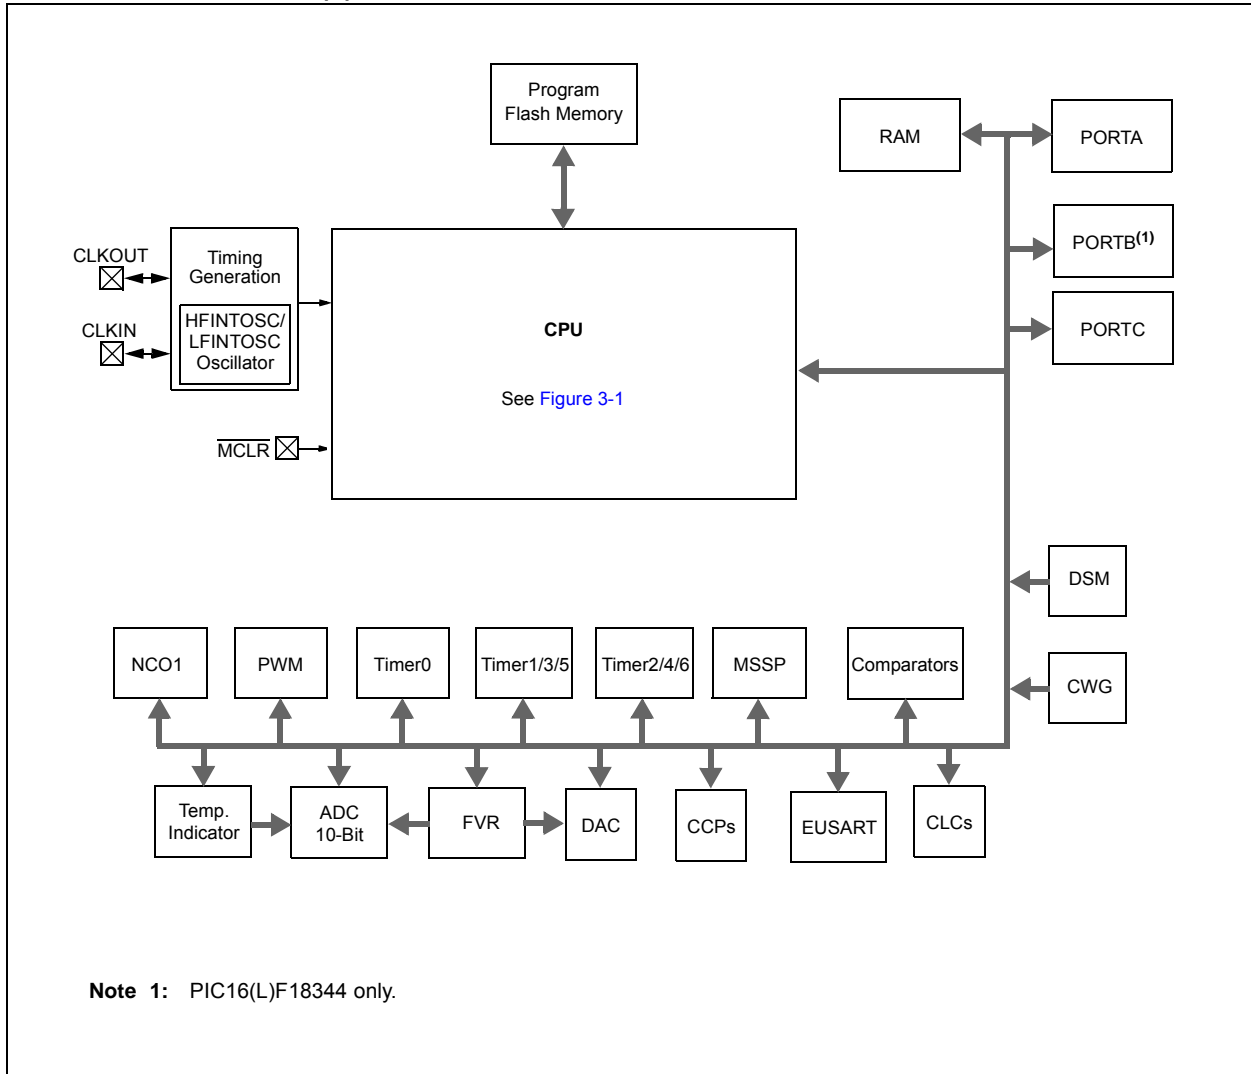 Program
Flash Memory
RAM
PORTA
CLKOUT
Timing
Generation
PORTB(1)
CLKIN
HFINTOSC/
LFINTOSC
Oscillator
CPU
PORTC
See Figure 3-1
MCLR
DSM
NCO1
PWM
Timer0
Timer1/3/5
Timer2/4/6
MSSP
Comparators
CWG
Temp.
Indicator
ADC
10-Bit
FVR
DAC
CCPs
EUSART
CLCs
Note 1: PIC16(L)F18344 only.